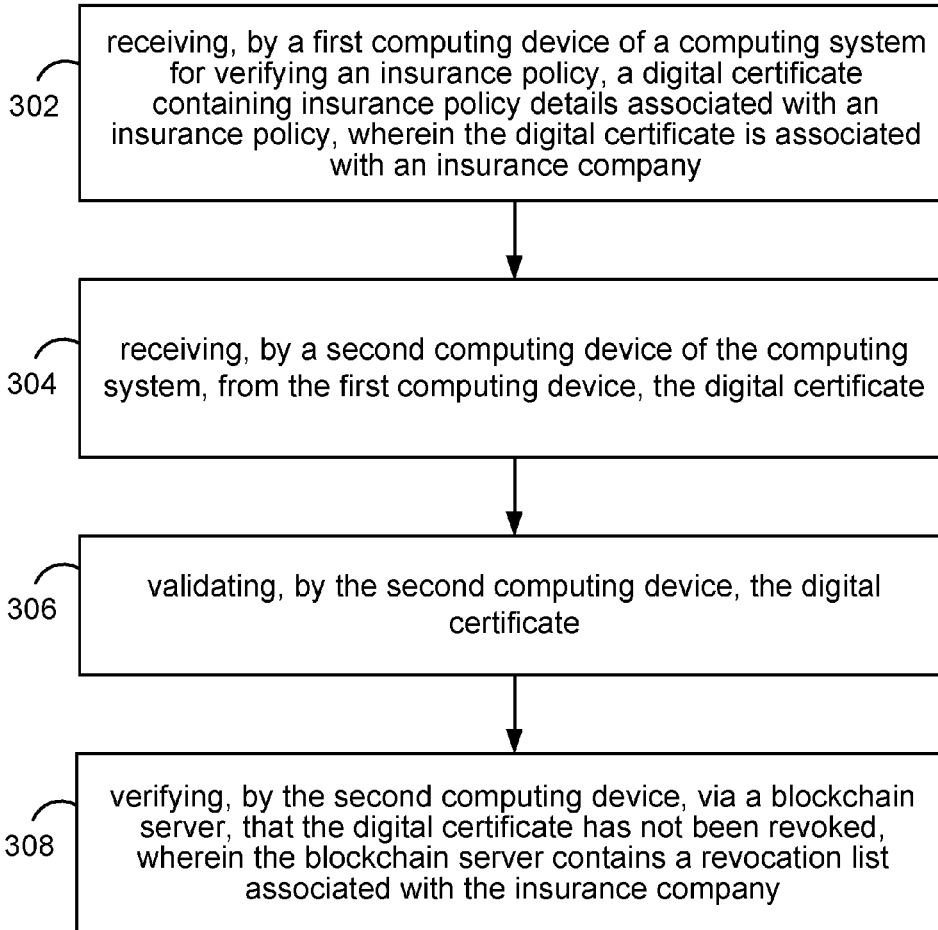 receiving, by a first computing device of a computing system
for verifying an insurance policy, a digital certificate
containing insurance policy details associated with an
insurance policy, wherein the digital certificate is associated
with an insurance company
302
receiving, by a second computing device of the computing
system, from the first computing device, the digital certificate
304
validating, by the second computing device, the digital
certificate
306
verifying, by the second computing device, via a blockchain
server, that the digital certificate has not been revoked,
wherein the blockchain server contains a revocation list
associated with the insurance company
308